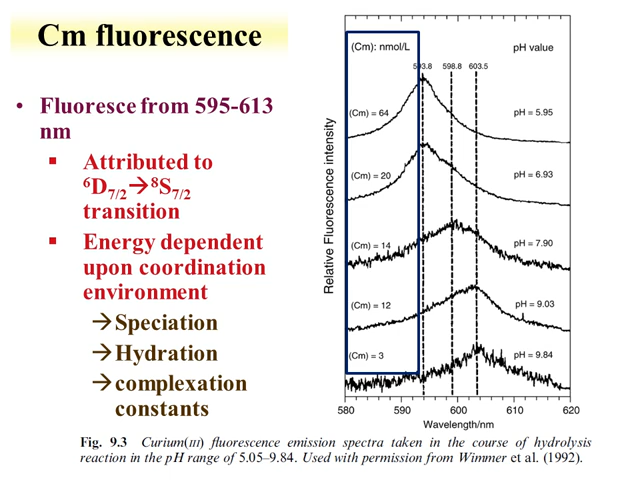 Cm fluorescence
• Fluoresce from 595-613
nm
▪ Attributed to
⁶D₇/₂→⁸S₇/₂
transition
▪ Energy dependent
upon coordination
environment
→Speciation
→Hydration
→complexation
constants
(Cm): nmol/L
pH value
593.8 598.8 603.5
(Cm) = 64
pH = 5.95
(Cm) = 20
pH = 6.93
(Cm) = 14
pH = 7.90
(Cm) = 12
pH = 9.03
(Cm) = 3
pH = 9.84
Relative Fluorescence intensity
580 590 600 610 620
Wavelength/nm
Fig. 9.3 Curium(III) fluorescence emission spectra taken in the course of hydrolysis
reaction in the pH range of 5.05–9.84. Used with permission from Wimmer et al. (1992).